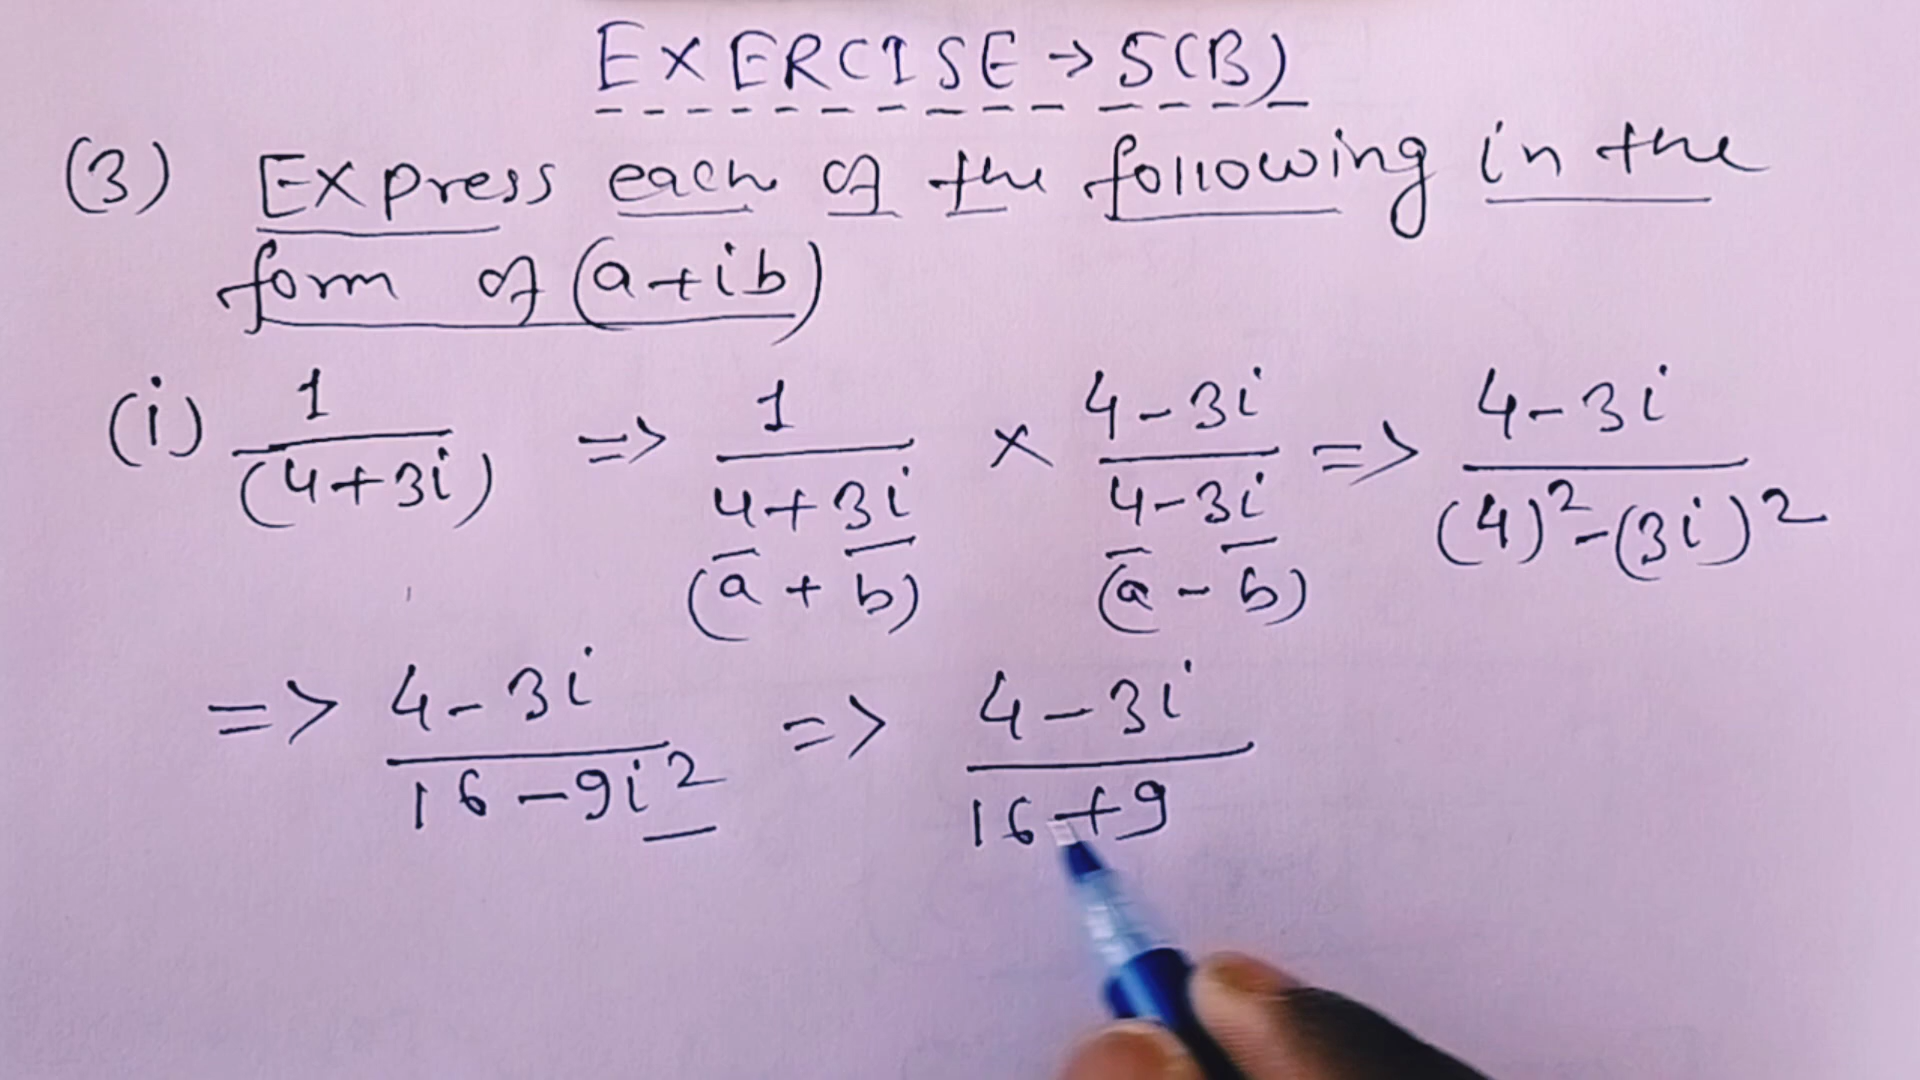 EXERCISE → 5(B)
(3) Express each of the following in the
form of (a+ib)
(i) 1/(4+3i) => 1/4+3i × 4-3i/4-3i => 4-3i/(4)²-(3i)²
(a + b) (a - b)
=> 4-3i/16-9i² => 4-3i/16+9